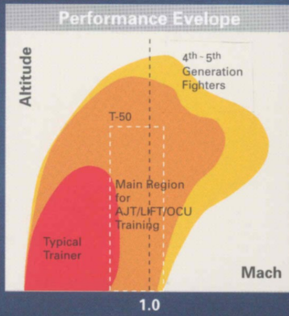 Performance Evelope
Altitude
4th - 5th
Generation
Fighters
T-50
Main Region
for
AJT/LIFT/OCU
Training
Typical
Trainer
Mach
1.0